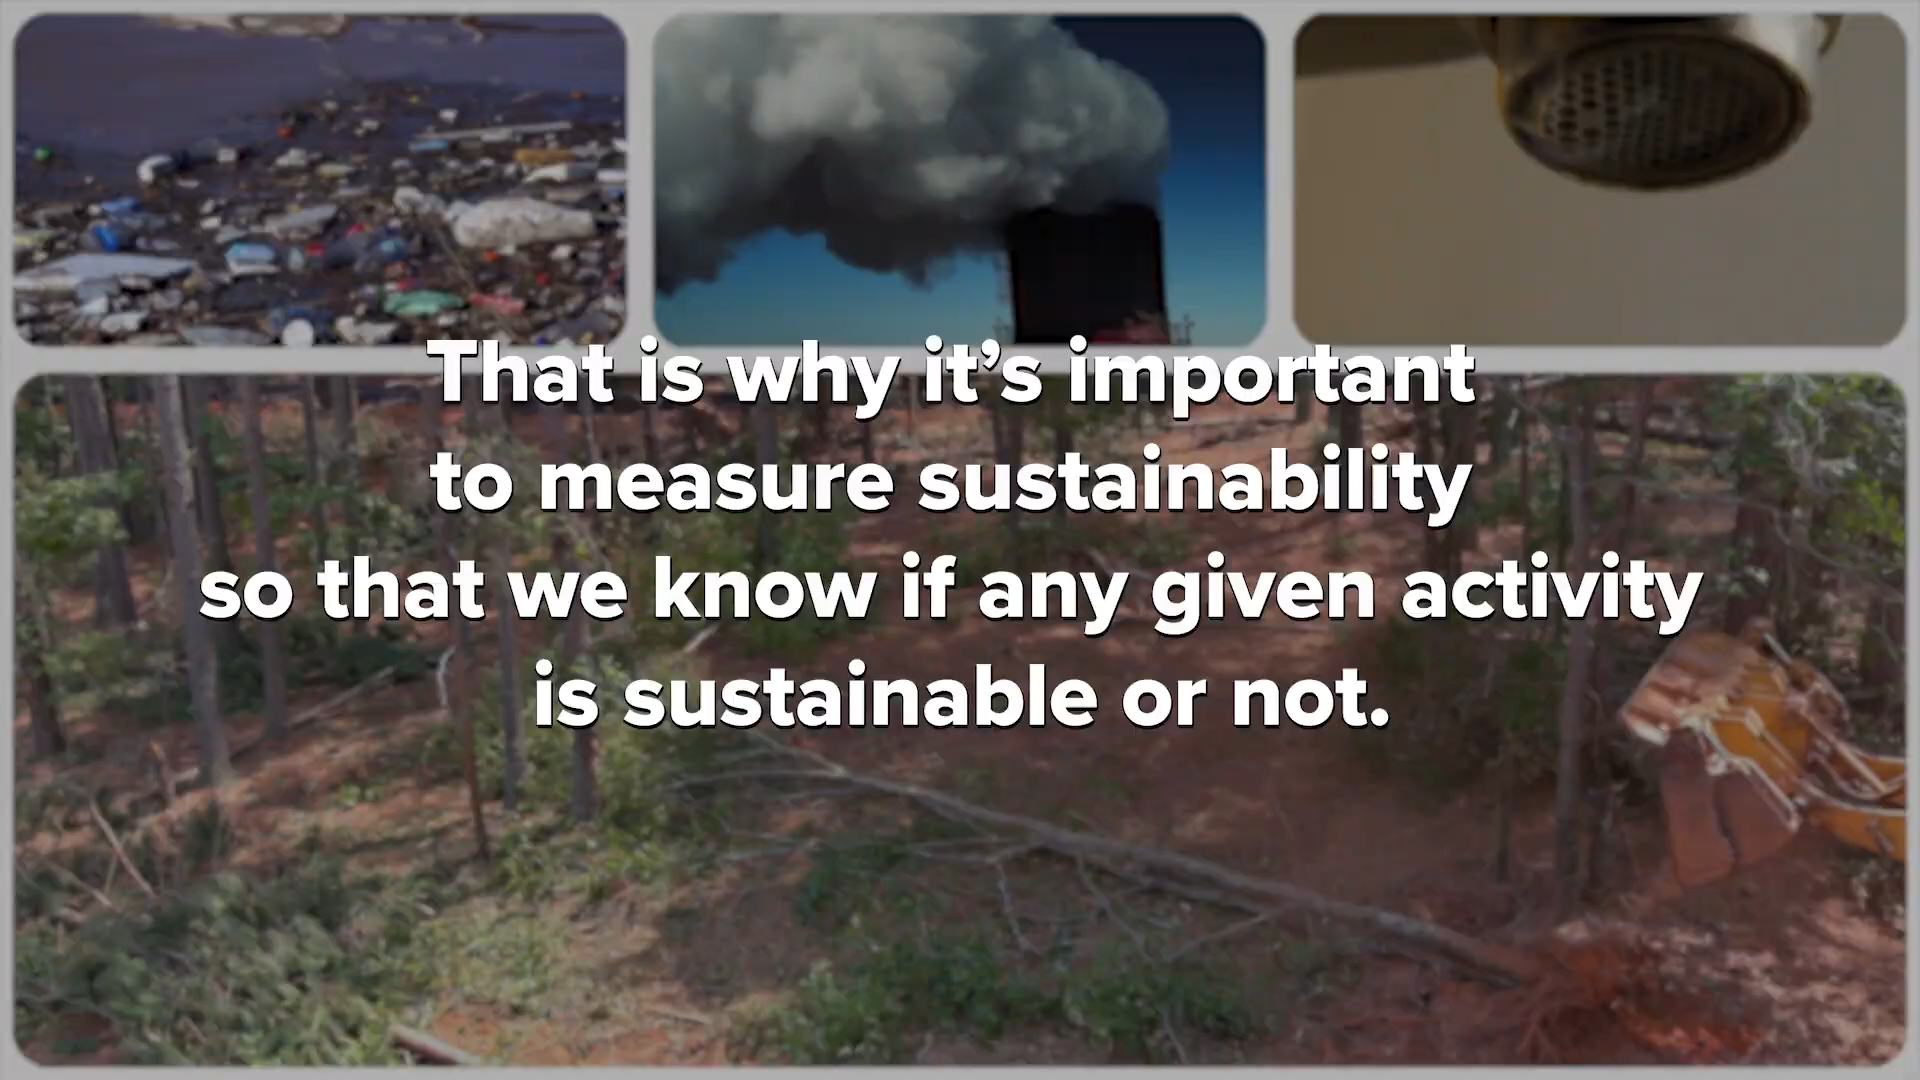 That is why it’s important
to measure sustainability
so that we know if any given activity
is sustainable or not.